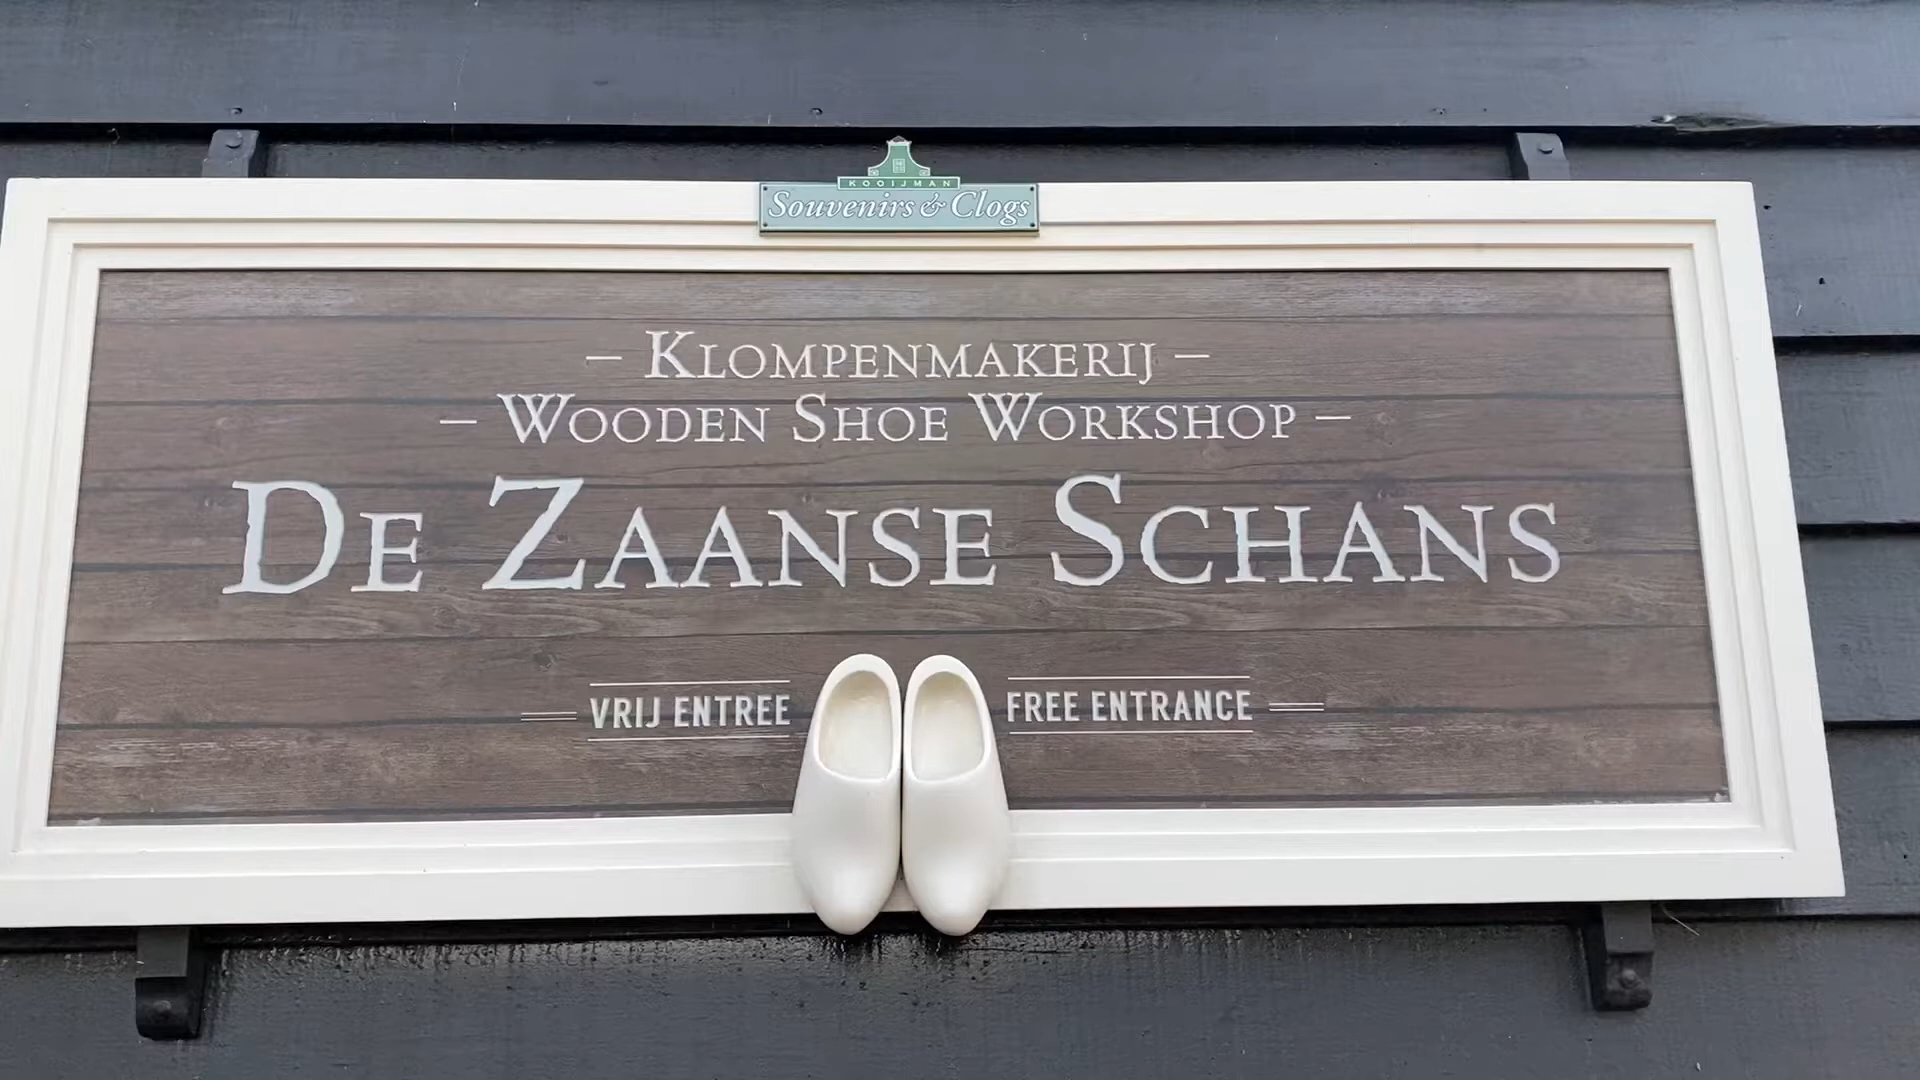 KOOIJMAN
Souvenirs & Clogs
– KLOMPENMAKERIJ –
– WOODEN SHOE WORKSHOP –
DE ZAANSE SCHANS
VRIJ ENTREE FREE ENTRANCE